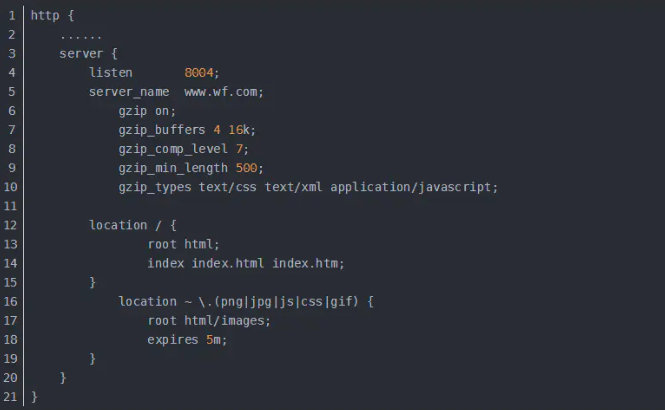 1 http {
2     ......
3     server {
4         listen       8004;
5         server_name  www.wf.com;
6             gzip on;
7             gzip_buffers 4 16k;
8             gzip_comp_level 7;
9             gzip_min_length 500;
10             gzip_types text/css text/xml application/javascript;
11
12         location / {
13                 root html;
14                 index index.html index.htm;
15         }
16             location ~ \.(png|jpg|js|css|gif) {
17                 root html/images;
18                 expires 5m;
19         }
20     }
21 }